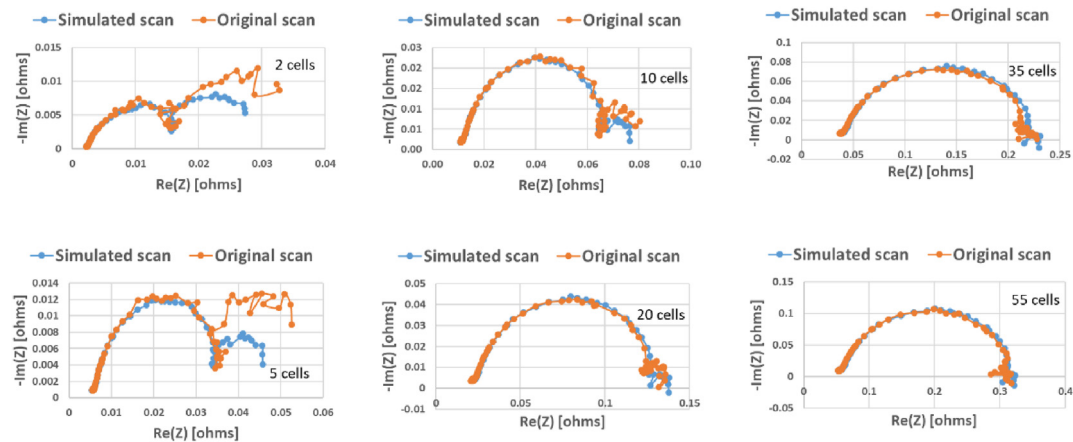 Simulated scan Original scan
0.015
0.01
0.005
0
0 0.01 0.02 0.03 0.04
2 cells
-Im(Z) [ohms]
Re(Z) [ohms]
Simulated scan Original scan
0.03
0.02
0.02
0.01
0.01
0.00
0.00 0.02 0.04 0.06 0.08 0.10
10 cells
-Im(Z) [ohms]
Re(Z) [ohms]
Simulated scan Original scan
0.1
0.08
0.06
0.04
0.02
0
-0.02
0.05 0.1 0.15 0.2 0.25
35 cells
-Im(Z) [ohms]
Re(Z) [ohms]
Simulated scan Original scan
0.014
0.012
0.01
0.008
0.006
0.004
0.002
0
0 0.01 0.02 0.03 0.04 0.05 0.06
5 cells
-Im(Z) [ohms]
Re(Z) [ohms]
Simulated scan Original scan
0.05
0.04
0.03
0.02
0.01
0
-0.01
0.05 0.1 0.15
20 cells
-Im(Z) [ohms]
Re(Z) [ohms]
Simulated scan Original scan
0.15
0.1
0.05
0
-0.05
0 0.1 0.2 0.3 0.4
55 cells
-Im(Z) [ohms]
Re(Z) [ohms]